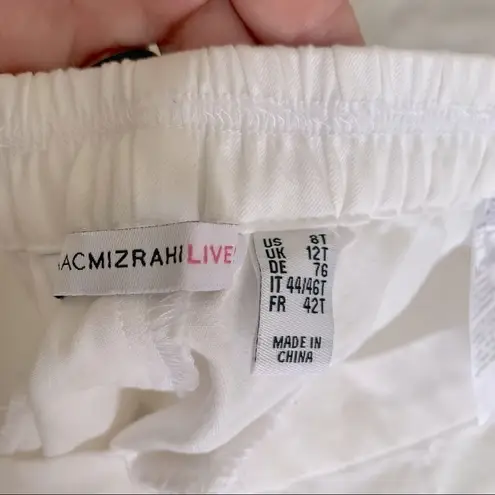 ACMIZRAHI LIVE
US 8T
UK 12T
DE 76
IT 44/46T
FR 42T
MADE IN
CHINA